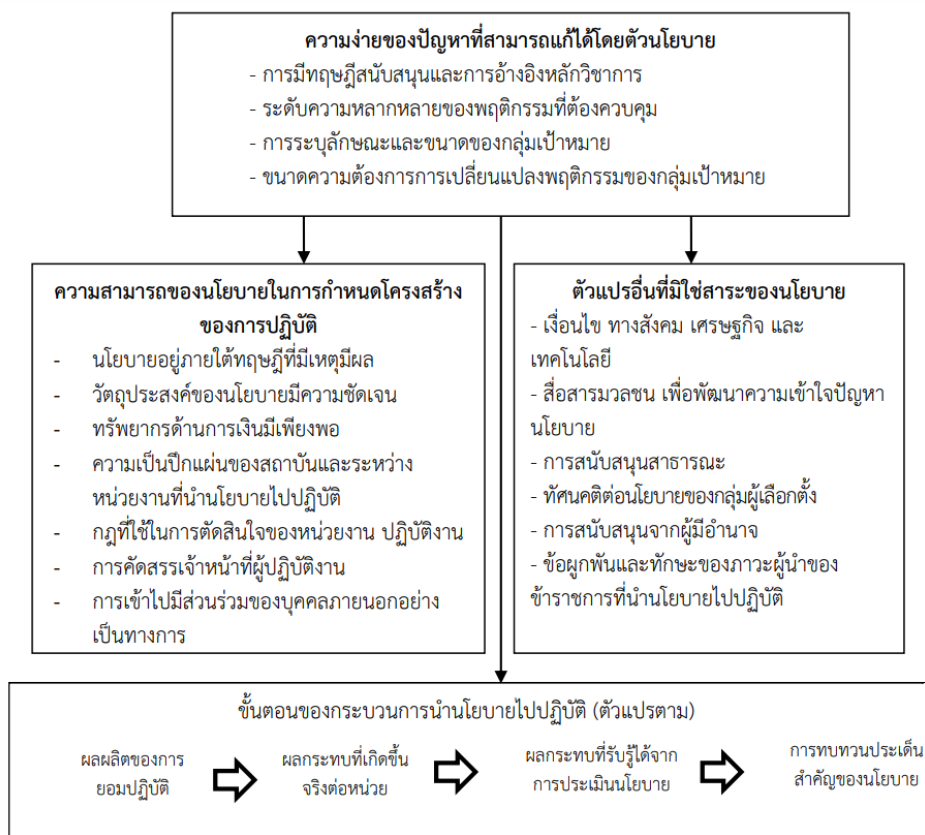 ความง่ายของปัญหาที่สามารถแก้ได้โดยตัวนโยบาย
- การมีทฤษฎีสนับสนุนและการอ้างอิงหลักวิชาการ
- ระดับความหลากหลายของพฤติกรรมที่ต้องควบคุม
- การระบุลักษณะและขนาดของกลุ่มเป้าหมาย
- ขนาดความต้องการการเปลี่ยนแปลงพฤติกรรมของกลุ่มเป้าหมาย
ความสามารถของนโยบายในการกำหนดโครงสร้าง
ของการปฏิบัติ
- นโยบายอยู่ภายใต้ทฤษฎีที่มีเหตุมีผล
- วัตถุประสงค์ของนโยบายมีความชัดเจน
- ทรัพยากรด้านการเงินมีเพียงพอ
- ความเป็นปึกแผ่นของสถาบันและระหว่าง
หน่วยงานที่นำนโยบายไปปฏิบัติ
- กฎที่ใช้ในการตัดสินใจของหน่วยงาน ปฏิบัติงาน
- การคัดสรรเจ้าหน้าที่ผู้ปฏิบัติงาน
- การเข้าไปมีส่วนร่วมของบุคคลภายนอกอย่าง
เป็นทางการ
ตัวแปรอื่นที่มิใช่สาระของนโยบาย
- เงื่อนไข ทางสังคม เศรษฐกิจ และ
เทคโนโลยี
- สื่อสารมวลชน เพื่อพัฒนาความเข้าใจปัญหา
นโยบาย
- การสนับสนุนสาธารณะ
- ทัศนคติต่อนโยบายของกลุ่มผู้เลือกตั้ง
- การสนับสนุนจากผู้มีอำนาจ
- ข้อผูกพันและทักษะของภาวะผู้นำของ
ข้าราชการที่นำนโยบายไปปฏิบัติ
ขั้นตอนของกระบวนการนำนโยบายไปปฏิบัติ (ตัวแปรตาม)
ผลผลิตของการ
ยอมปฏิบัติ
ผลกระทบที่เกิดขึ้น
จริงต่อหน่วย
ผลกระทบที่รับรู้ได้จาก
การประเมินนโยบาย
การทบทวนประเด็น
สำคัญของนโยบาย